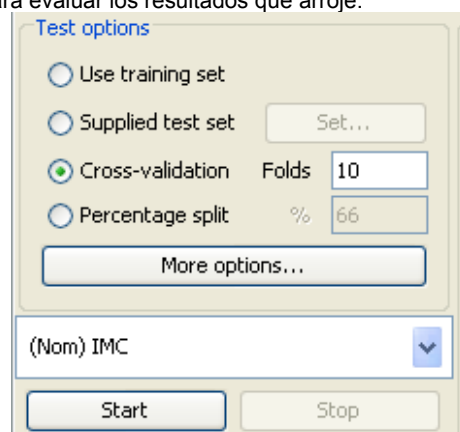 ra evaluar los resultados que arroje.
Test options
Use training set
Supplied test set Set...
Cross-validation Folds 10
Percentage split % 66
More options...
(Nom) IMC
Start Stop